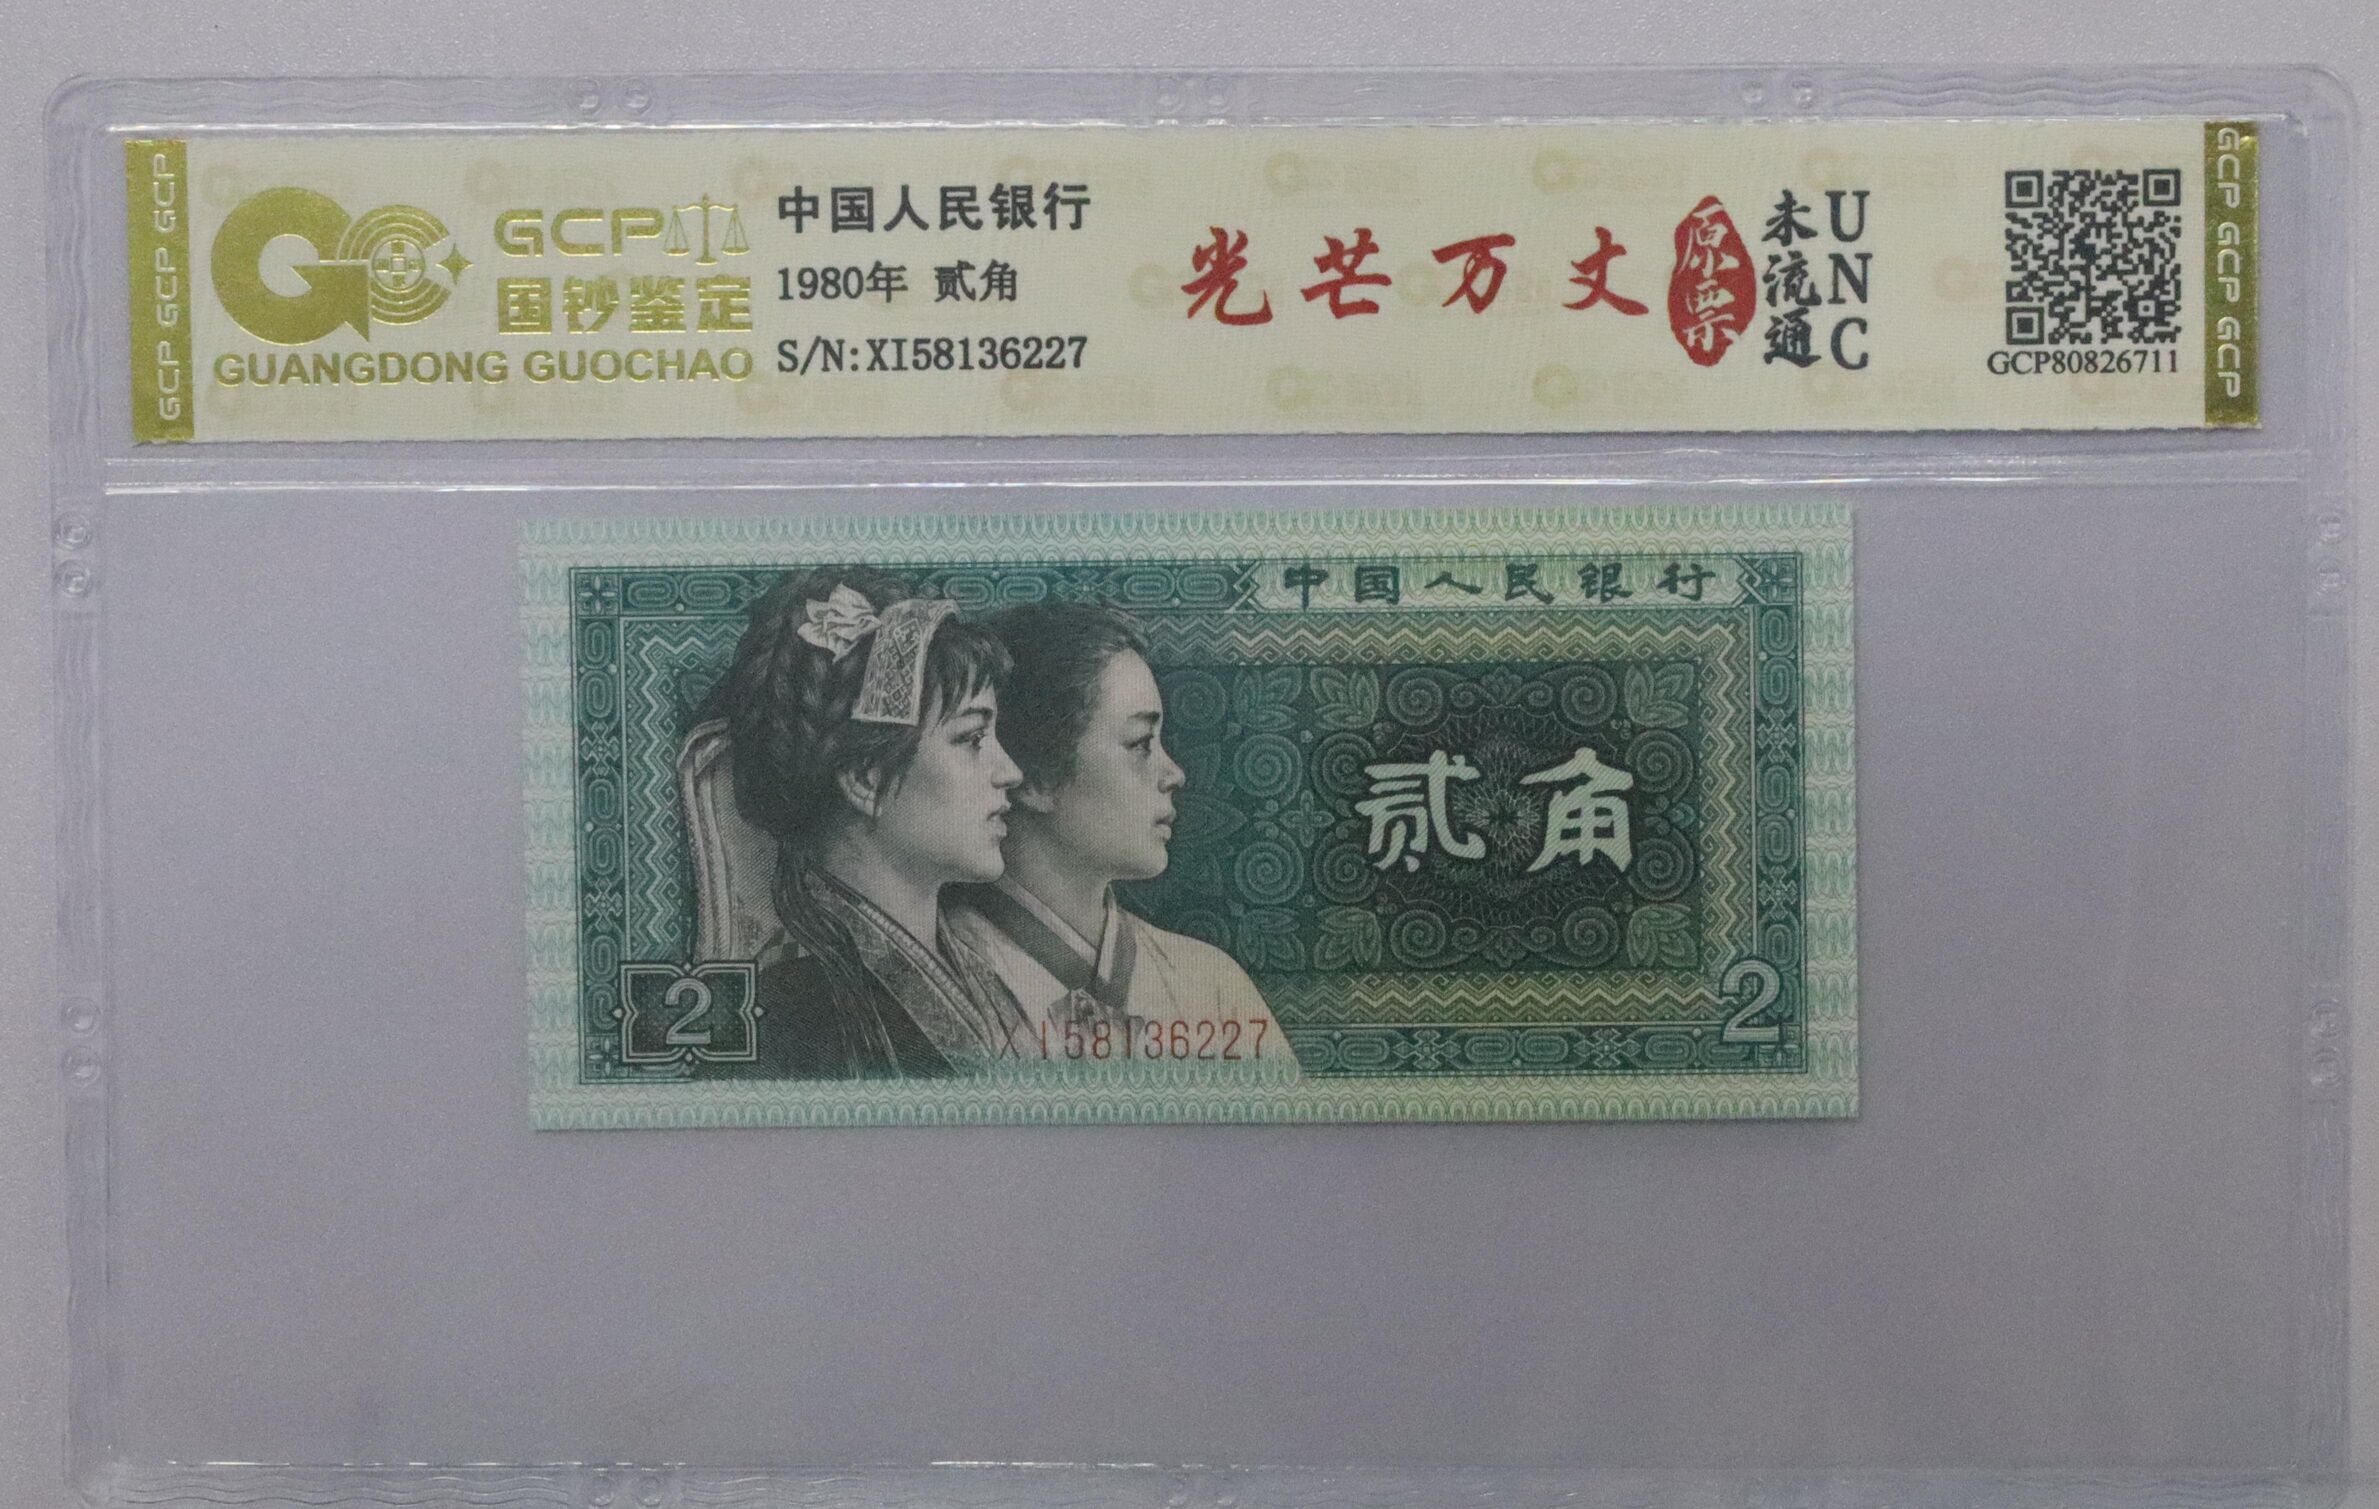 GCP GCP GCP
GCP
国钞鉴定
GUANGDONG GUOCHAO
中国人民银行
1980年 贰角
S/N:XI58136227
光芒万丈
原票
未流通
UNC
GCP80826711
GCP GCP GCP
中国人民银行
贰角
2
XI58136227
2